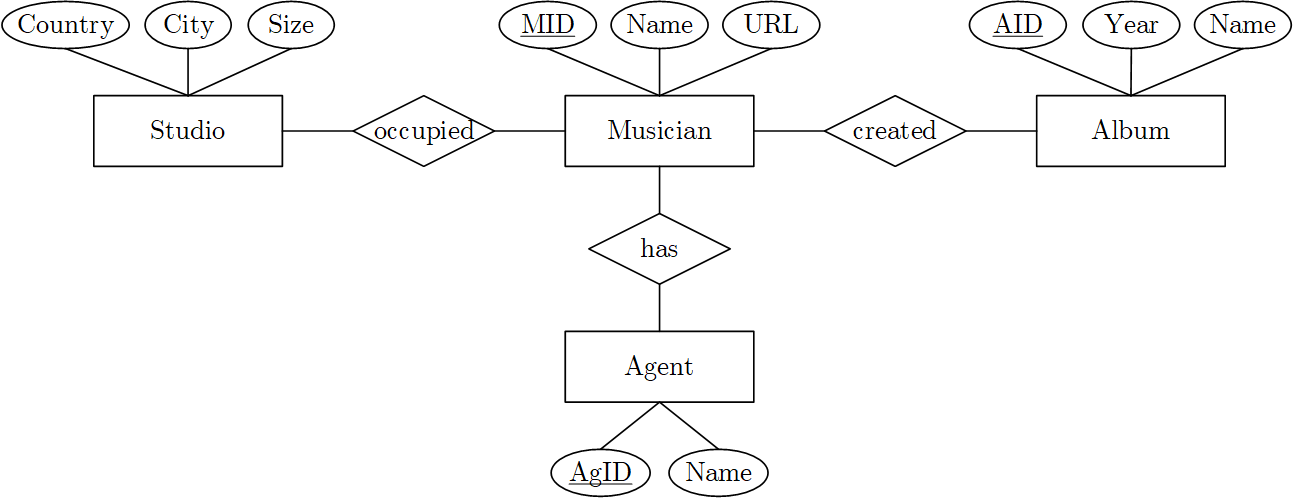 Country City Size MID Name URL AID Year Name
Studio occupied Musician created Album
has
Agent
AgID Name